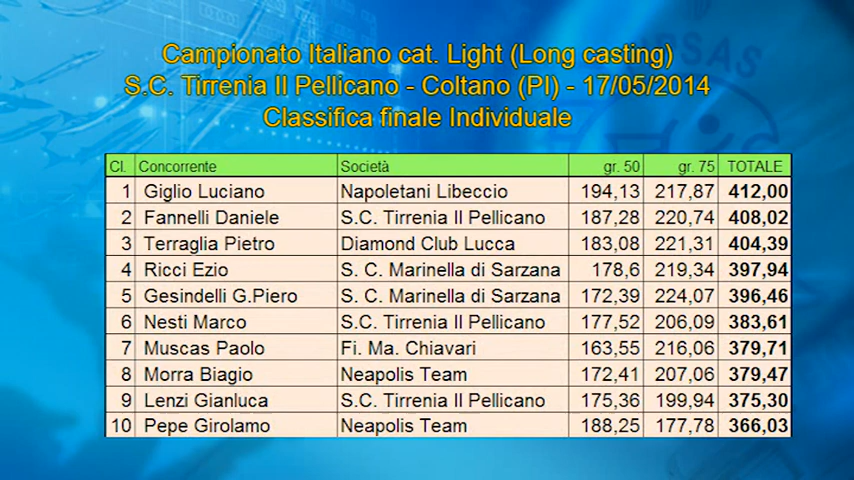 Campionato Italiano cat. Light (Long casting)
S.C. Tirrenia Il Pellicano - Coltano (PI) - 17/05/2014
Classifica finale Individuale
Cl. Concorrente Società gr. 50 gr. 75 TOTALE
1 Giglio Luciano Napoletani Libeccio 194,13 217,87 412,00
2 Fannelli Daniele S.C. Tirrenia Il Pellicano 187,28 220,74 408,02
3 Terraglia Pietro Diamond Club Lucca 183,08 221,31 404,39
4 Ricci Ezio S. C. Marinella di Sarzana 178,6 219,34 397,94
5 Gesindelli G.Piero S. C. Marinella di Sarzana 172,39 224,07 396,46
6 Nesti Marco S.C. Tirrenia Il Pellicano 177,52 206,09 383,61
7 Muscas Paolo Fi. Ma. Chiavari 163,55 216,06 379,71
8 Morra Biagio Neapolis Team 172,41 207,06 379,47
9 Lenzi Gianluca S.C. Tirrenia Il Pellicano 175,36 199,94 375,30
10 Pepe Girolamo Neapolis Team 188,25 177,78 366,03